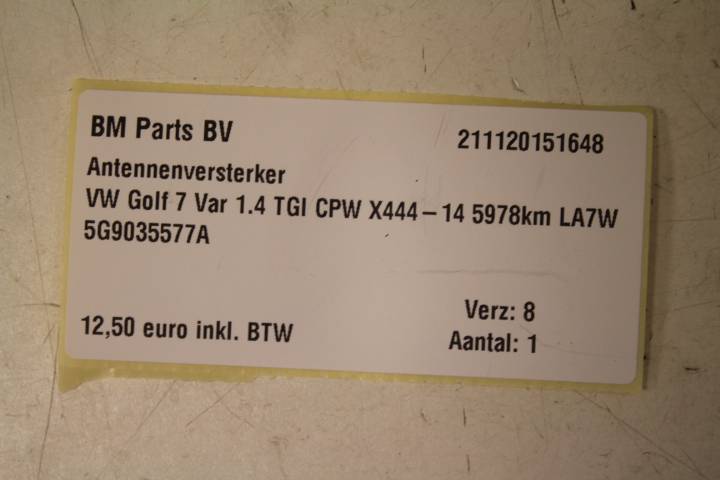 BM Parts BV 211120151648
Antennenversterker
VW Golf 7 Var 1.4 TGI CPW X444-14 5978km LA7W
5G9035577A
Verz: 8
12,50 euro inkl. BTW Aantal: 1